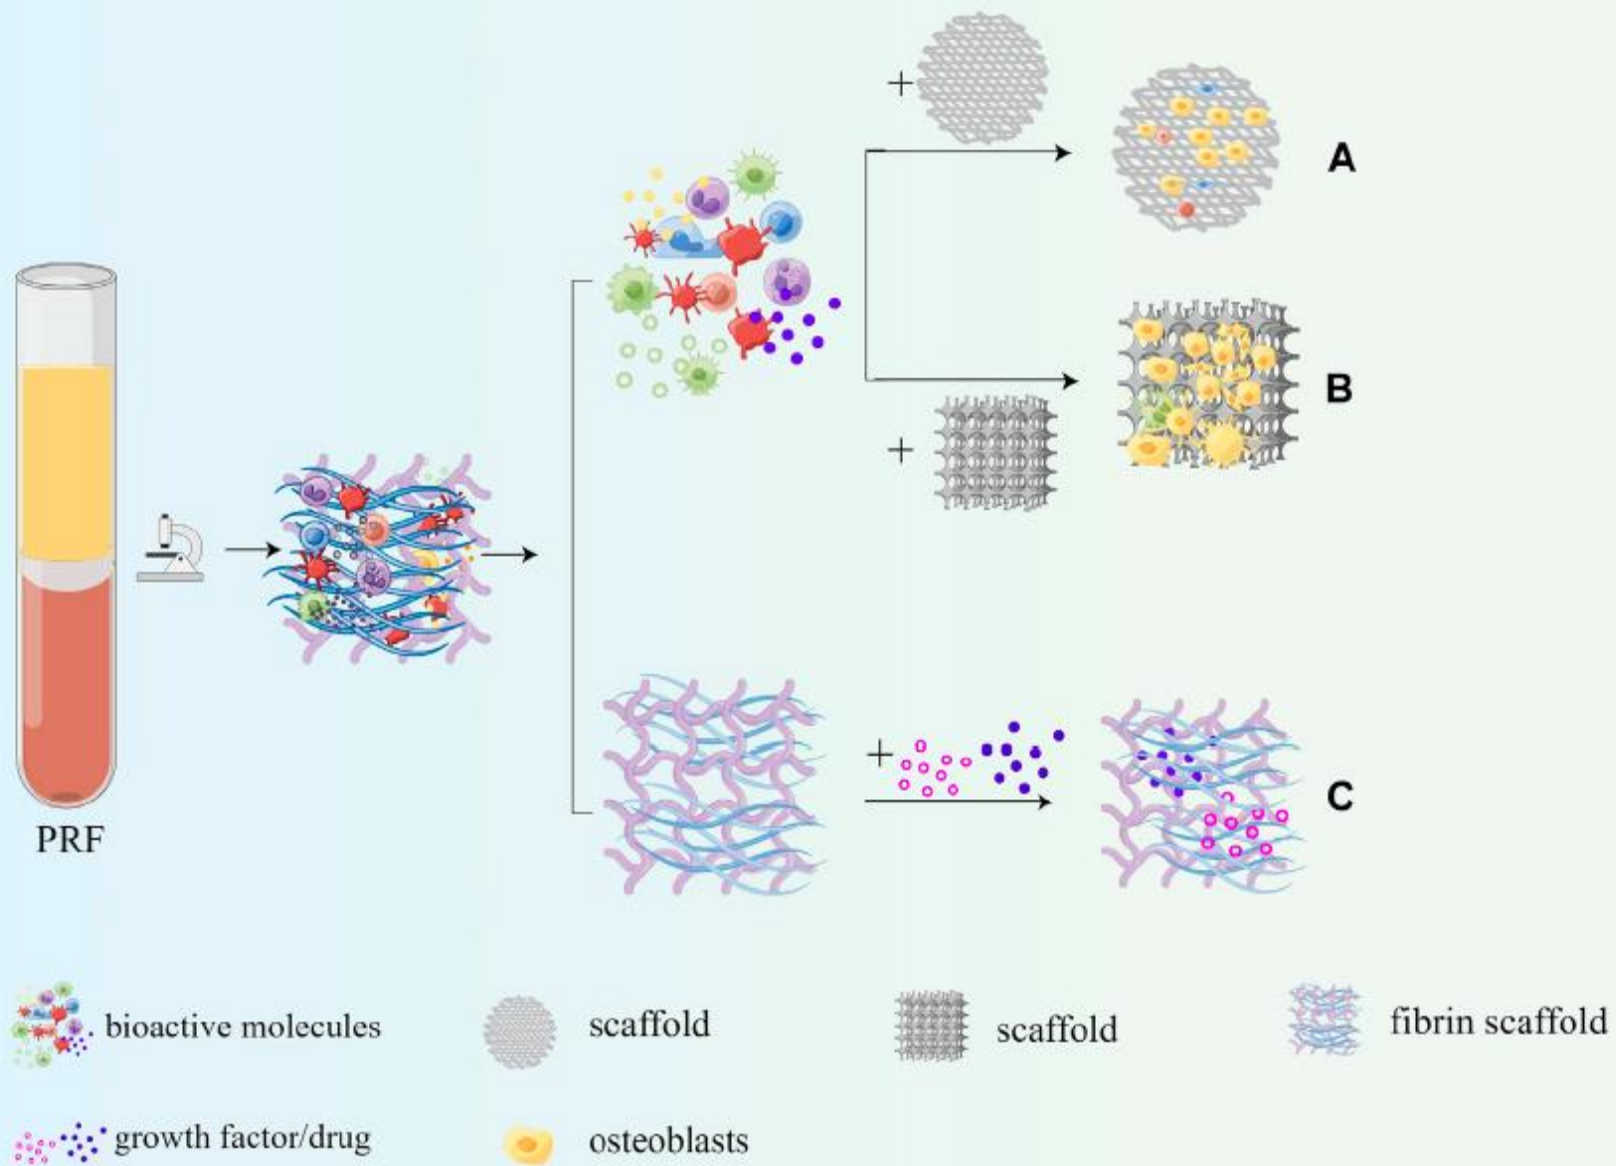 A
B
PRF
C
bioactive molecules
scaffold
scaffold
fibrin scaffold
growth factor/drug
osteoblasts